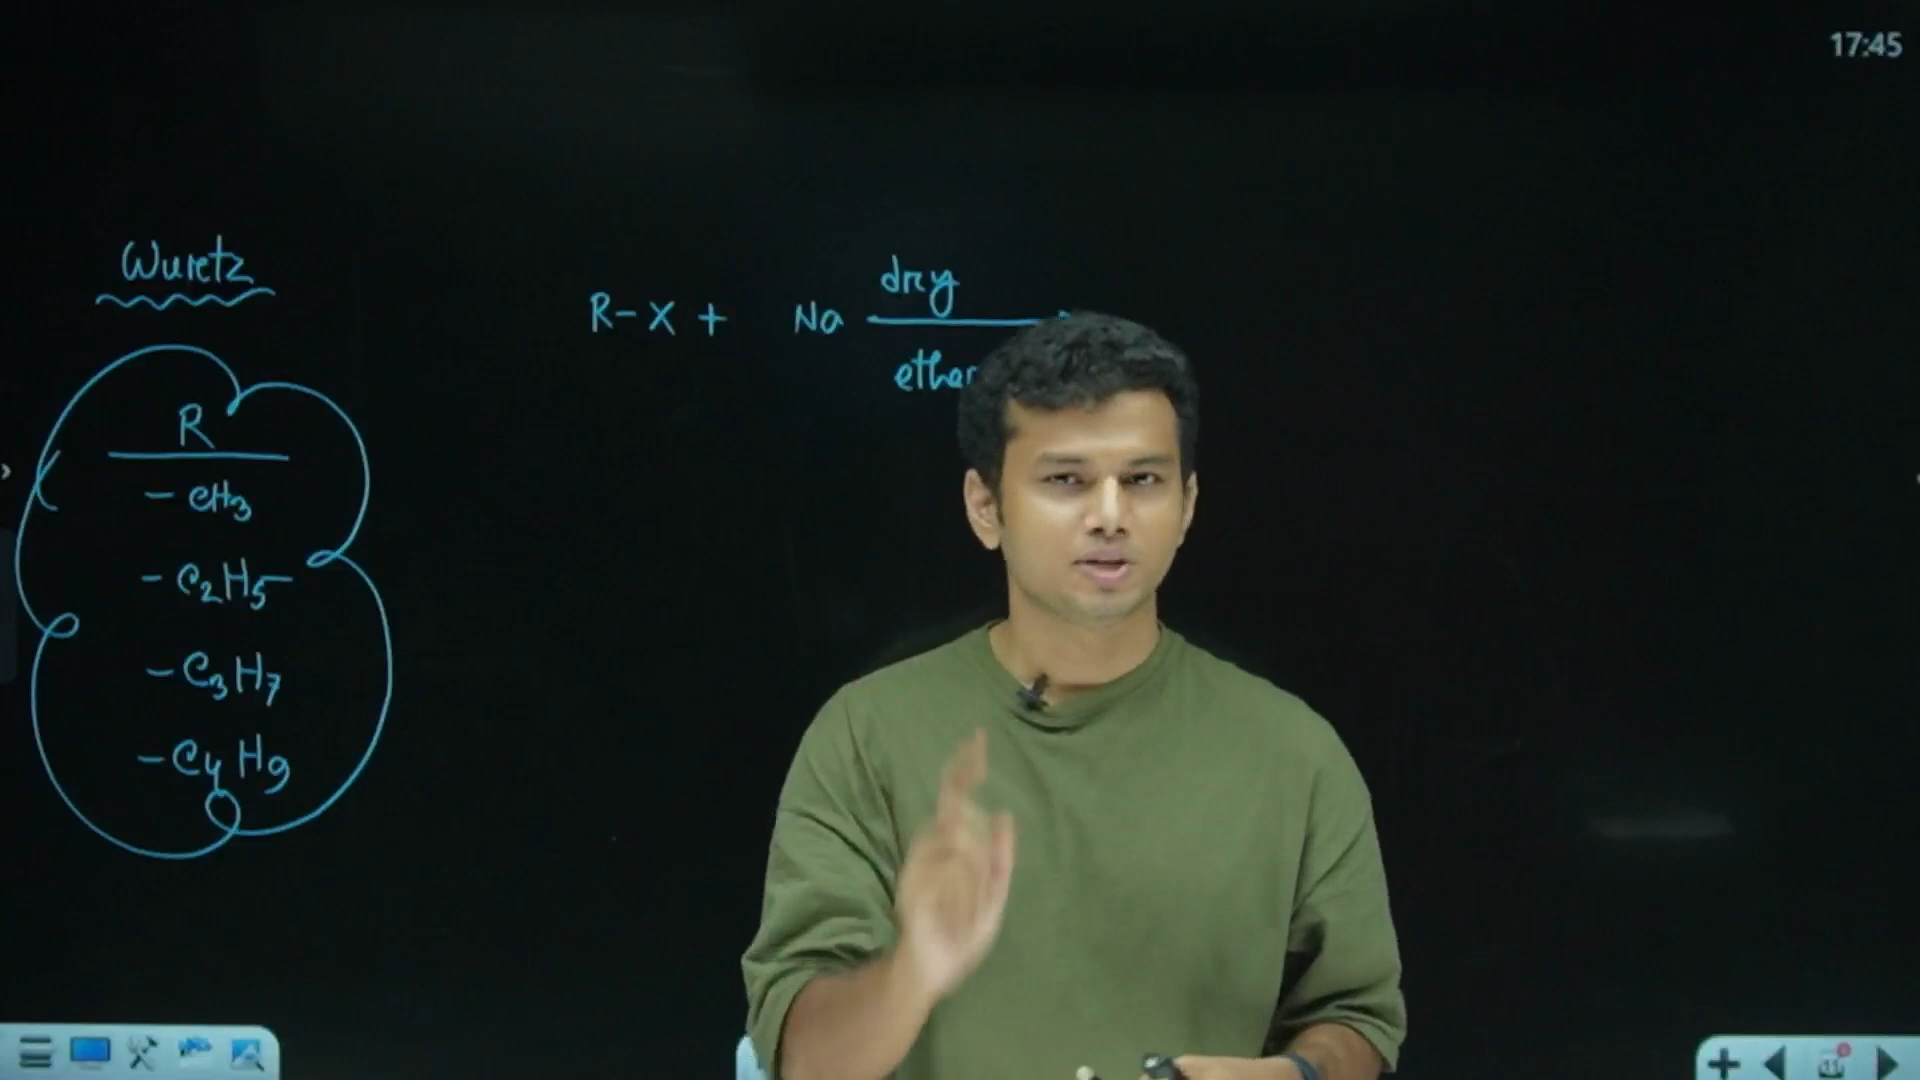 17:45
Wurtz
R-X + Na dry
ether
R
- CH3
- C2H5
- C3H7
- C4H9